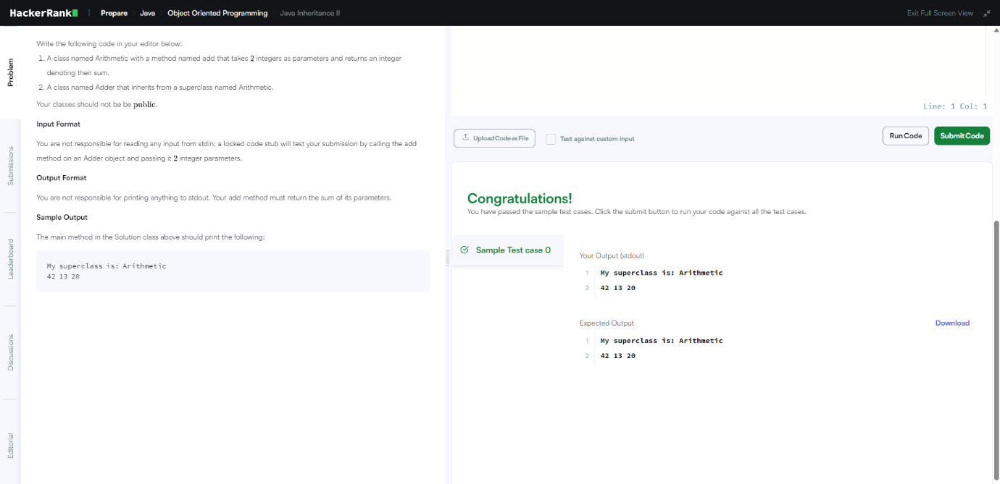 HackerRank | Prepare > Java > Object Oriented Programming > Java Inheritance II
Exit Full Screen View
Problem
Submissions
Leaderboard
Discussions
Editorial
Write the following code in your editor below:
1. A class named Arithmetic with a method named add that takes 2 integers as parameters and returns an integer
denoting their sum.
2. A class named Adder that inherits from a superclass named Arithmetic.
Your classes should not be be public.
Input Format
You are not responsible for reading any input from stdin; a locked code stub will test your submission by calling the add
method on an Adder object and passing it 2 integer parameters.
Output Format
You are not responsible for printing anything to stdout. Your add method must return the sum of its parameters.
Sample Output
The main method in the Solution class above should print the following:
My superclass is: Arithmetic
42 13 20
Line: 1 Col: 1
Upload Code as File
Test against custom input
Run Code
Submit Code
Congratulations!
You have passed the sample test cases. Click the submit button to run your code against all the test cases.
Sample Test case 0
Your Output (stdout)
1 My superclass is: Arithmetic
2 42 13 20
Expected Output
Download
1 My superclass is: Arithmetic
2 42 13 20